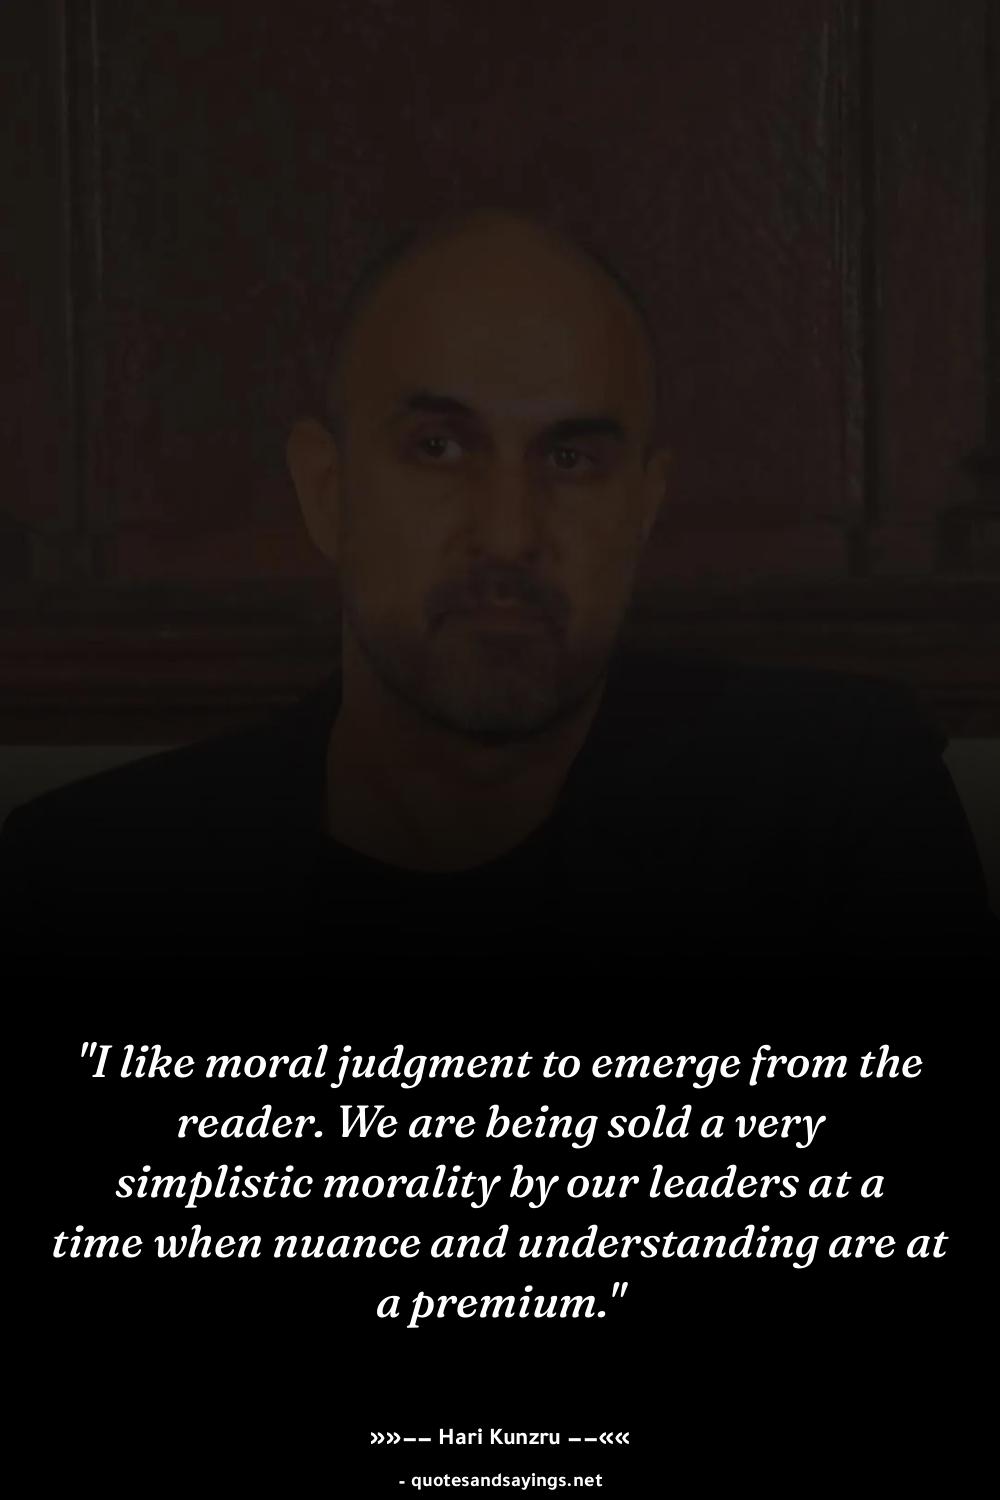 "I like moral judgment to emerge from the
reader. We are being sold a very
simplistic morality by our leaders at a
time when nuance and understanding are at
a premium."
»»−− Hari Kunzru −−««
- quotesandsayings.net